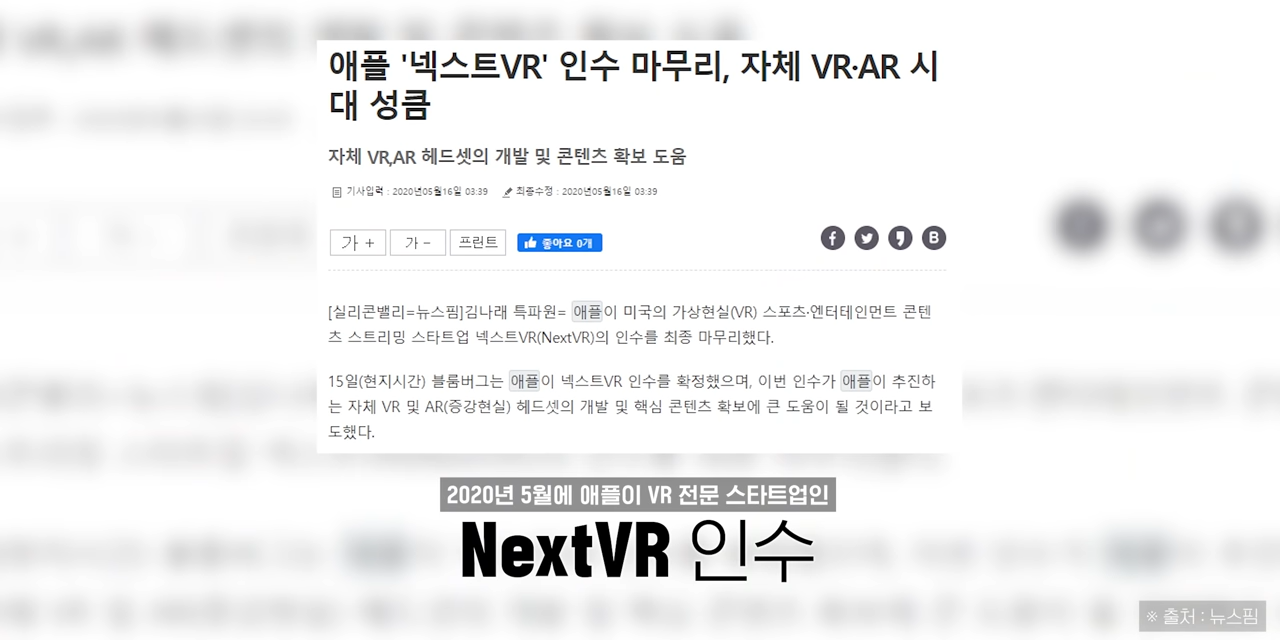 애플 '넥스트VR' 인수 마무리, 자체 VR·AR 시
대 성큼
자체 VR,AR 헤드셋의 개발 및 콘텐츠 확보 도움
기사입력 : 2020년05월16일 03:39 최종수정 : 2020년05월16일 03:39
가 + 가 - 프린트 좋아요 0개
[실리콘밸리=뉴스핌]김나래 특파원= 애플이 미국의 가상현실(VR) 스포츠·엔터테인먼트 콘텐
츠 스트리밍 스타트업 넥스트VR(NextVR)의 인수를 최종 마무리했다.
15일(현지시간) 블룸버그는 애플이 넥스트VR 인수를 확정했으며, 이번 인수가 애플이 추진하
는 자체 VR 및 AR(증강현실) 헤드셋의 개발 및 핵심 콘텐츠 확보에 큰 도움이 될 것이라고 보
도했다.
2020년 5월에 애플이 VR 전문 스타트업인
NextVR 인수
※ 출처 : 뉴스핌